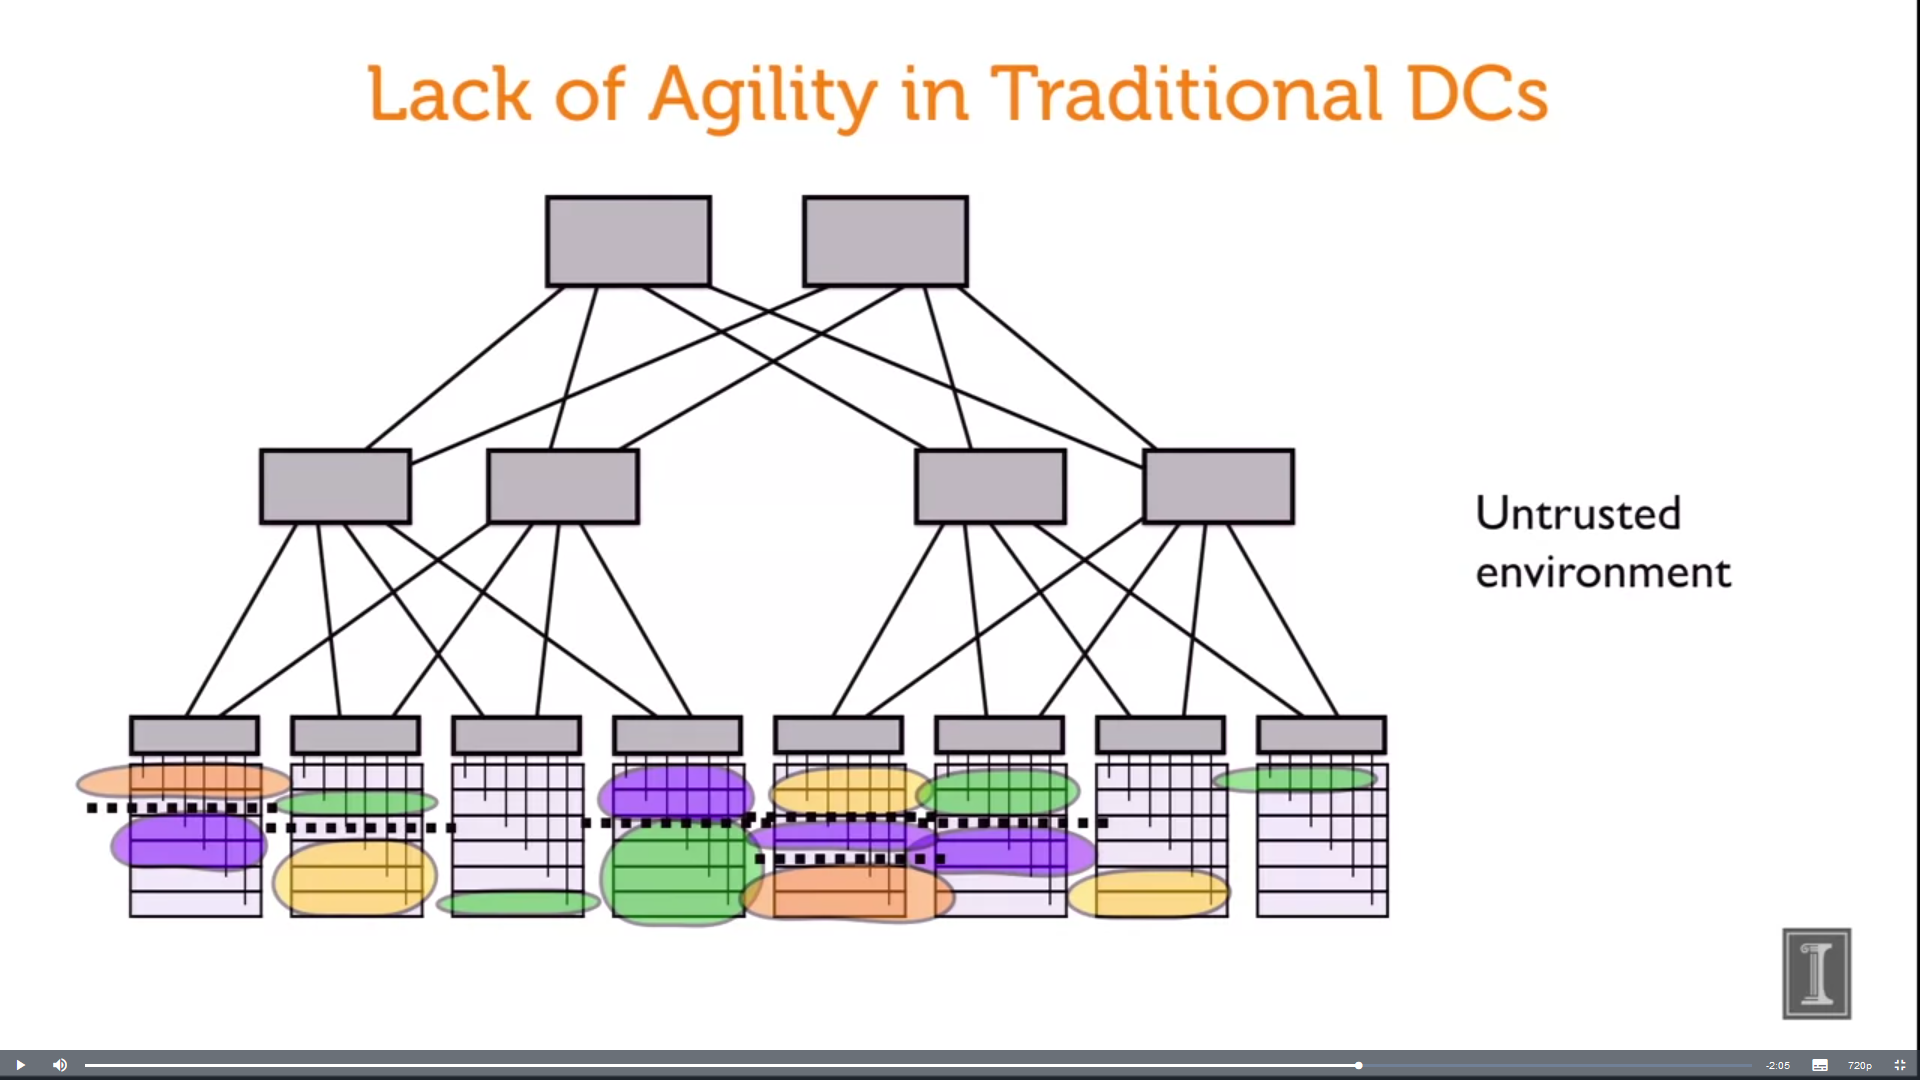 Lack of Agility in Traditional DCs
Untrusted
environment
-2:05
720p